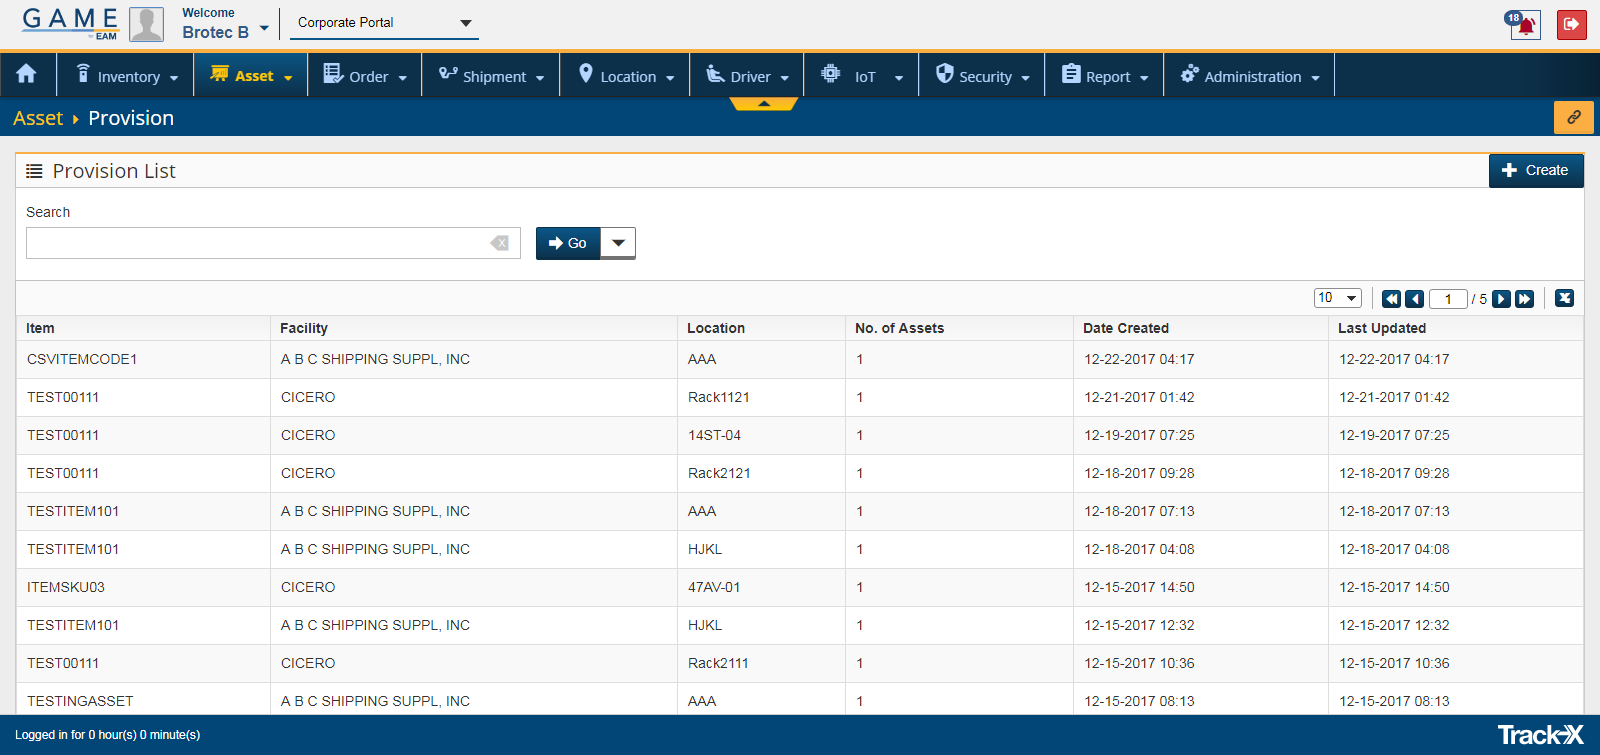 GAME
EAM
Welcome
Brotec B
Corporate Portal
18
Inventory Asset Order Shipment Location Driver IoT Security Report Administration
Asset Provision
Provision List
Create
Search
X
Go
10 1 / 5
Item Facility Location No. of Assets Date Created Last Updated
CSVITEMCODE1 A B C SHIPPING SUPPL, INC AAA 1 12-22-2017 04:17 12-22-2017 04:17
TEST00111 CICERO Rack1121 1 12-21-2017 01:42 12-21-2017 01:42
TEST00111 CICERO 14ST-04 1 12-19-2017 07:25 12-19-2017 07:25
TEST00111 CICERO Rack2121 1 12-18-2017 09:28 12-18-2017 09:28
TESTITEM101 A B C SHIPPING SUPPL, INC AAA 1 12-18-2017 07:13 12-18-2017 07:13
TESTITEM101 A B C SHIPPING SUPPL, INC HJKL 1 12-18-2017 04:08 12-18-2017 04:08
ITEMSKU03 CICERO 47AV-01 1 12-15-2017 14:50 12-15-2017 14:50
TESTITEM101 A B C SHIPPING SUPPL, INC HJKL 1 12-15-2017 12:32 12-15-2017 12:32
TEST00111 CICERO Rack2111 1 12-15-2017 10:36 12-15-2017 10:36
TESTINGASSET A B C SHIPPING SUPPL, INC AAA 1 12-15-2017 08:13 12-15-2017 08:13
Logged in for 0 hour(s) 0 minute(s)
Track-X